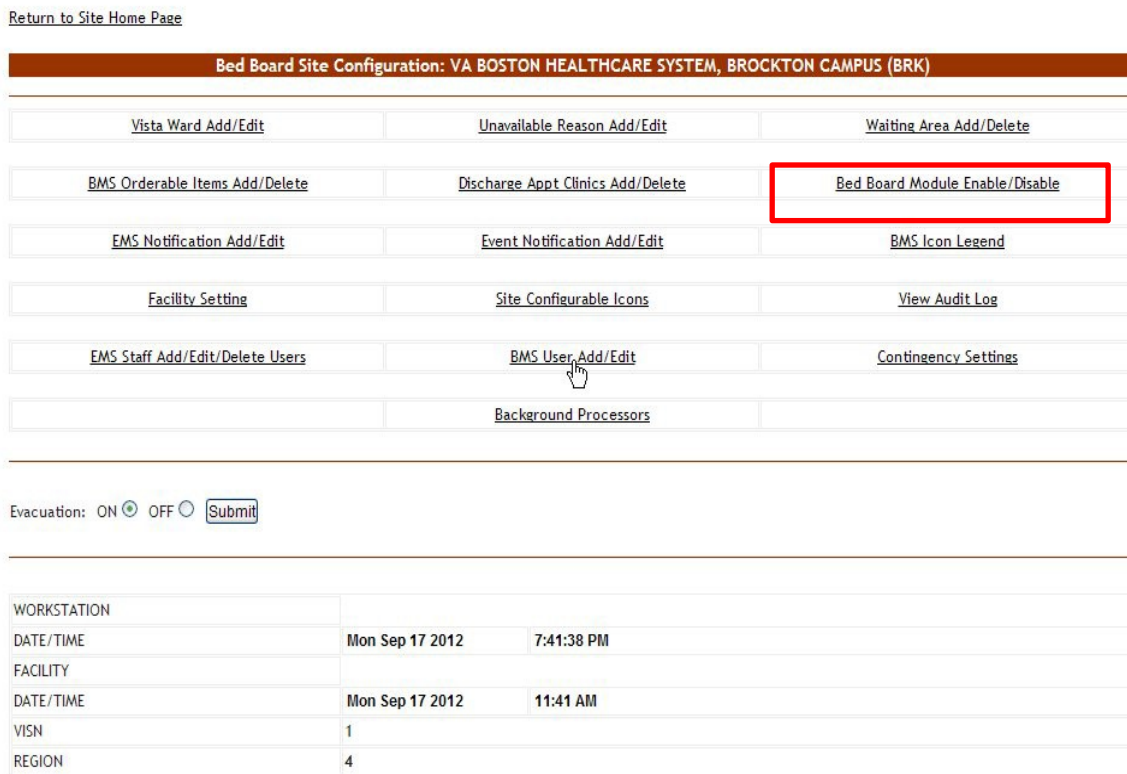 Return to Site Home Page
Bed Board Site Configuration: VA BOSTON HEALTHCARE SYSTEM, BROCKTON CAMPUS (BRK)
Vista Ward Add/Edit Unavailable Reason Add/Edit Waiting Area Add/Delete
BMS Orderable Items Add/Delete Discharge Appt Clinics Add/Delete Bed Board Module Enable/Disable
EMS Notification Add/Edit Event Notification Add/Edit BMS Icon Legend
Facility Setting Site Configurable Icons View Audit Log
EMS Staff Add/Edit/Delete Users BMS User Add/Edit Contingency Settings
Background Processors
Evacuation: ON OFF Submit
WORKSTATION
DATE/TIME Mon Sep 17 2012 7:41:38 PM
FACILITY
DATE/TIME Mon Sep 17 2012 11:41 AM
VISN 1
REGION 4